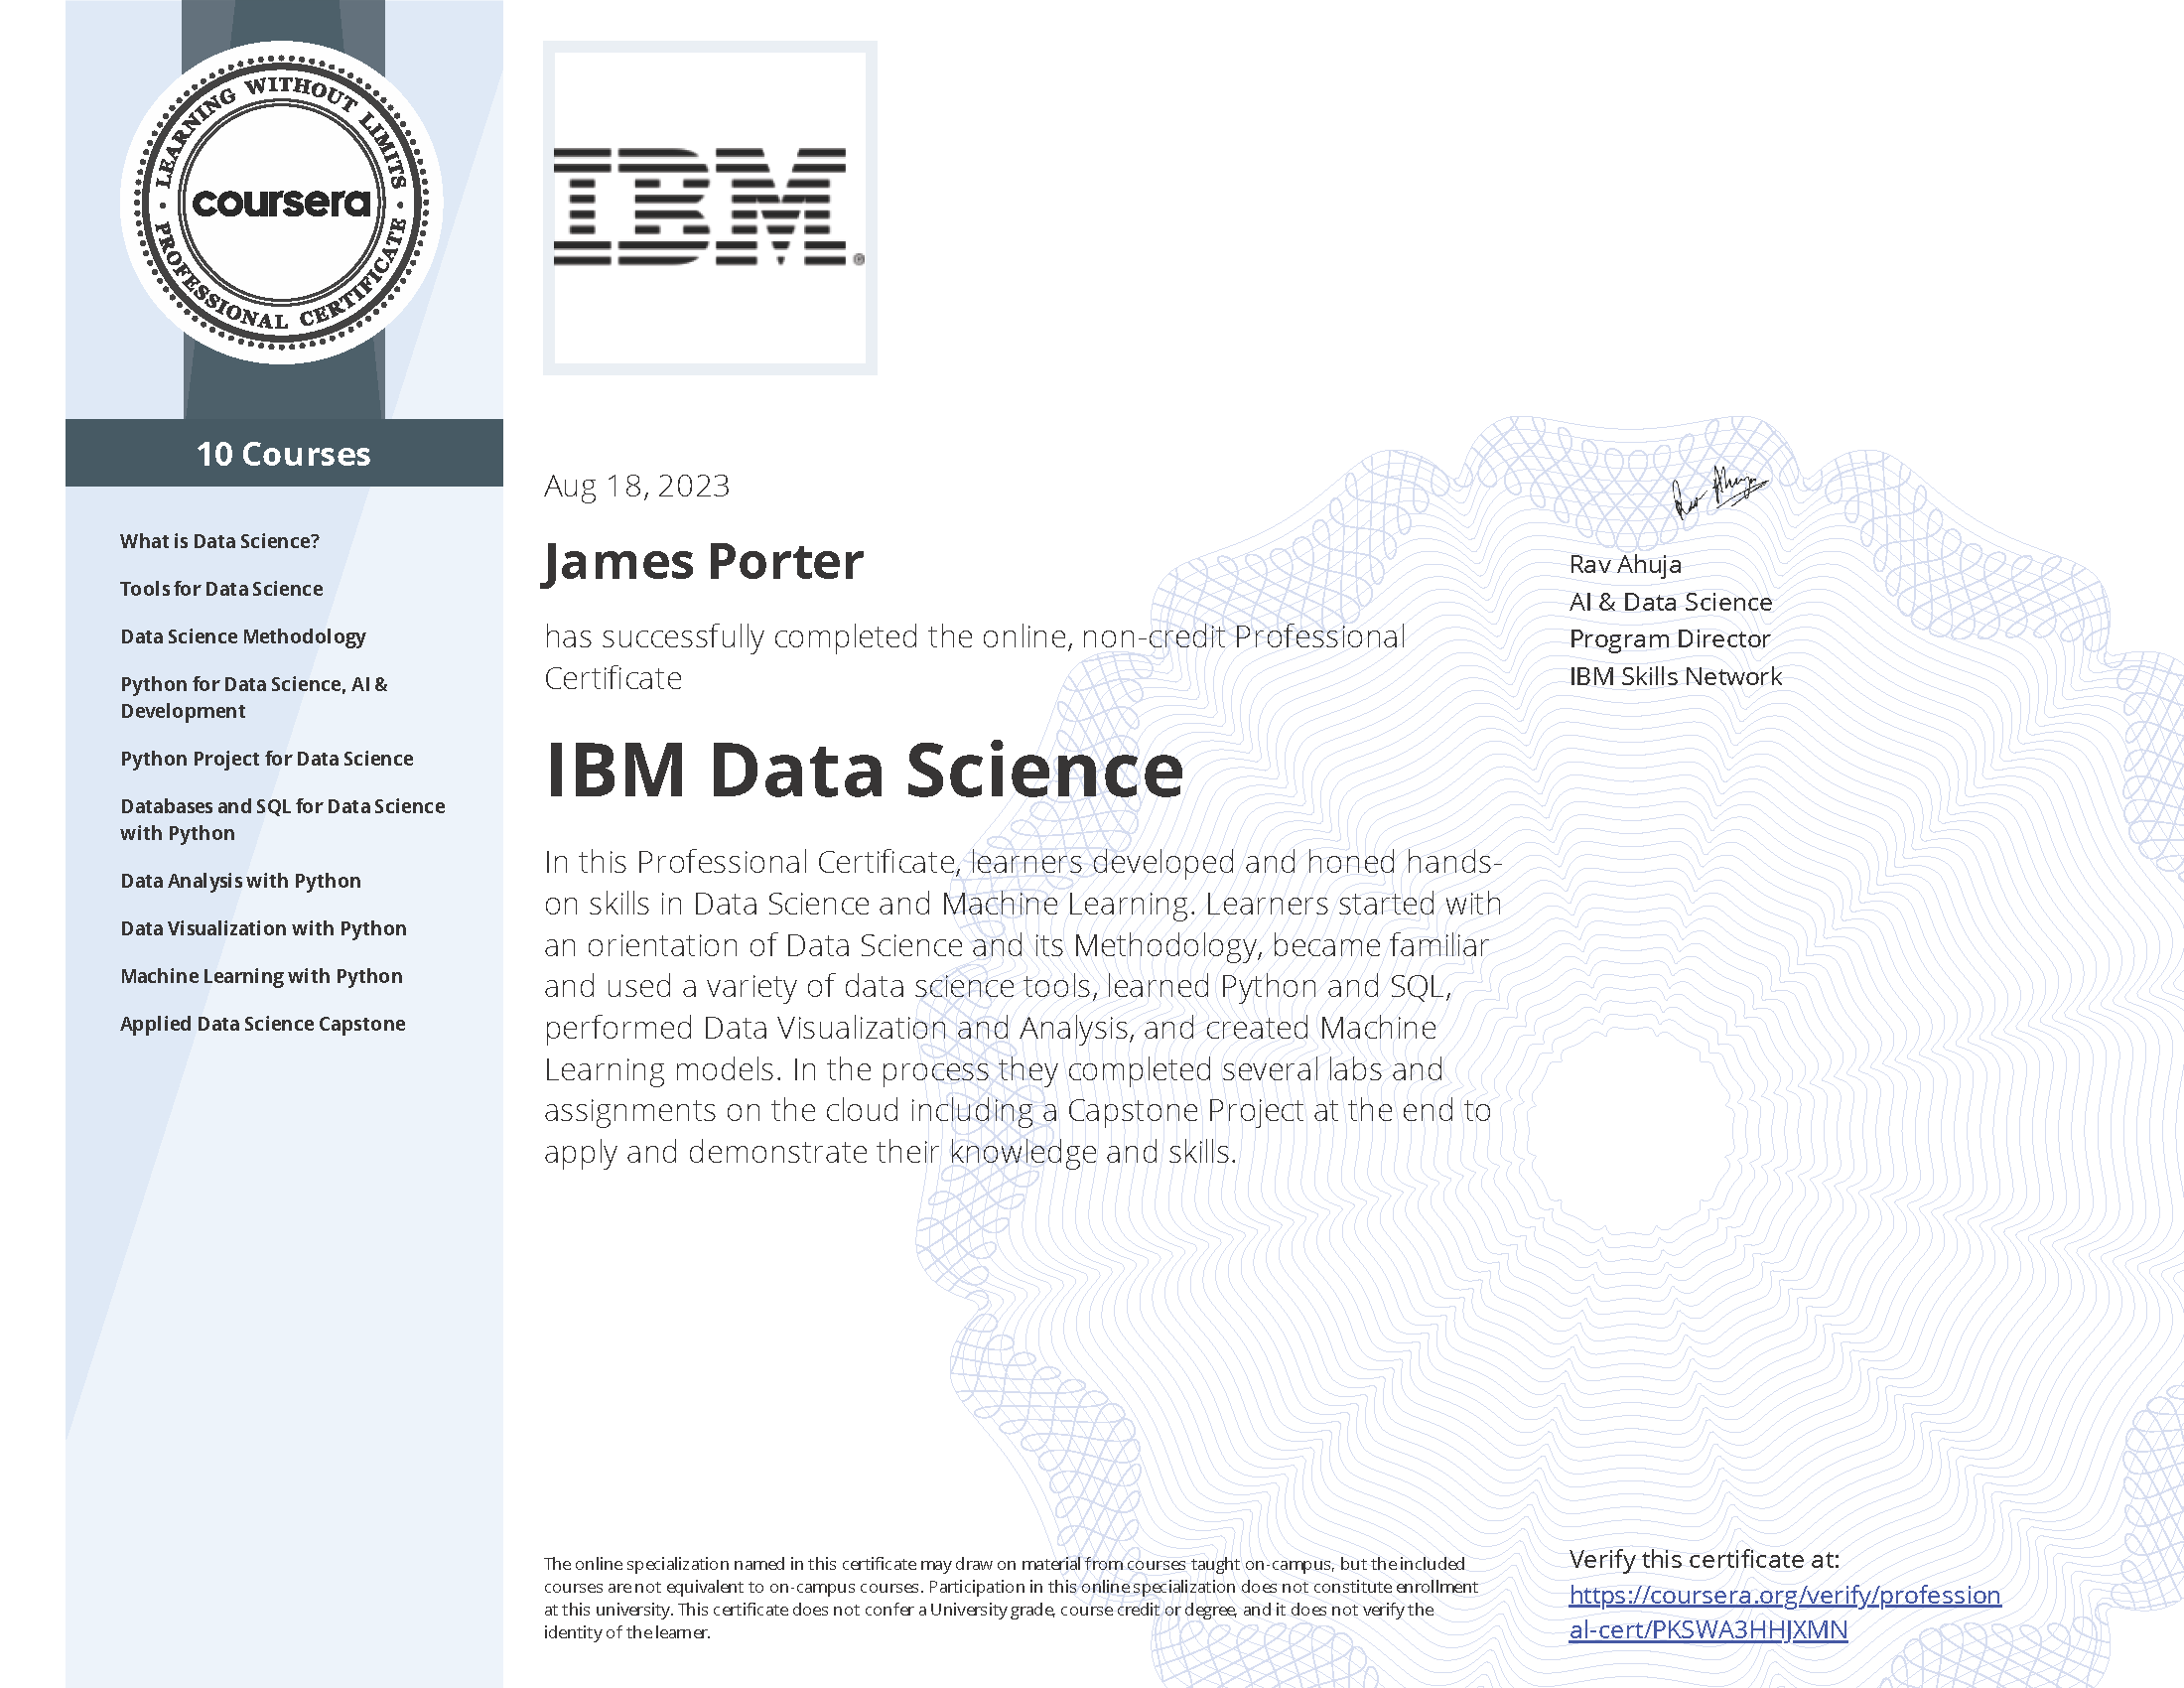 LEARNING WITHOUT LIMITS
coursera
PROFESSIONAL CERTIFICATE
10 Courses
What is Data Science?
Tools for Data Science
Data Science Methodology
Python for Data Science, AI &
Development
Python Project for Data Science
Databases and SQL for Data Science
with Python
Data Analysis with Python
Data Visualization with Python
Machine Learning with Python
Applied Data Science Capstone
IBM®
Aug 18, 2023
James Porter
has successfully completed the online, non-credit Professional
Certificate
IBM Data Science
In this Professional Certificate, learners developed and honed hands-
on skills in Data Science and Machine Learning. Learners started with
an orientation of Data Science and its Methodology, became familiar
and used a variety of data science tools, learned Python and SQL,
performed Data Visualization and Analysis, and created Machine
Learning models. In the process they completed several labs and
assignments on the cloud including a Capstone Project at the end to
apply and demonstrate their knowledge and skills.
Rav Ahuja
Rav Ahuja
AI & Data Science
Program Director
IBM Skills Network
The online specialization named in this certificate may draw on material from courses taught on-campus, but the included
courses are not equivalent to on-campus courses. Participation in this online specialization does not constitute enrollment
at this university. This certificate does not confer a University grade, course credit or degree, and it does not verify the
identity of the learner.
Verify this certificate at:
https://coursera.org/verify/profession
al-cert/PKSWA3HHJXMN